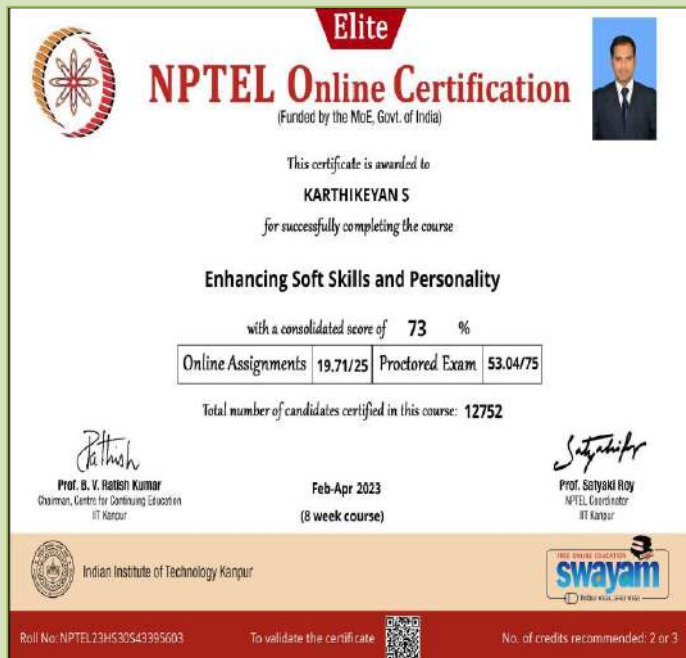 Elite
NPTEL Online Certification
(Funded by the MoE, Govt. of India)
This certificate is awarded to
KARTHIKEYAN S
for successfully completing the course
Enhancing Soft Skills and Personality
with a consolidated score of 73 %
Online Assignments 19.71/25 Proctored Exam 53.04/75
Total number of candidates certified in this course: 12752
Prof. B. V. Ratish Kumar
Chairman, Centre for Continuing Education
IIT Kanpur
Feb-Apr 2023
(8 week course)
Prof. Satyaki Roy
NPTEL Coordinator
IIT Kanpur
Indian Institute of Technology Kanpur
FREE ONLINE EDUCATION
swayam
Roll No: NPTEL23HS30S43395603
To validate the certificate
No. of credits recommended: 2 or 3